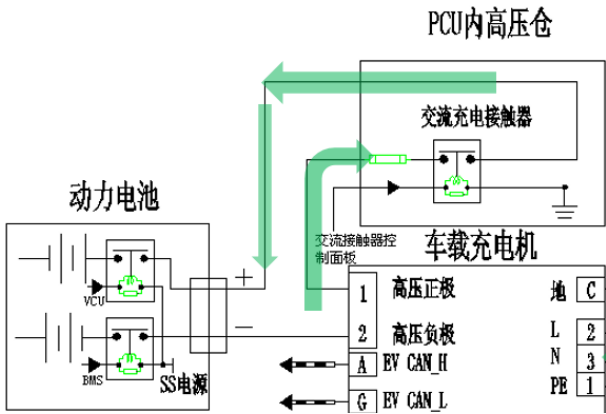 PCU内高压仓
交流充电接触器
动力电池
交流接触器控
制面板
车载充电机
+
VCU
1 高压正极
地 C
−
2 高压负极
L 2
BMS
SS电源
A EV CAN_H
N 3
PE 1
G EV CAN_L